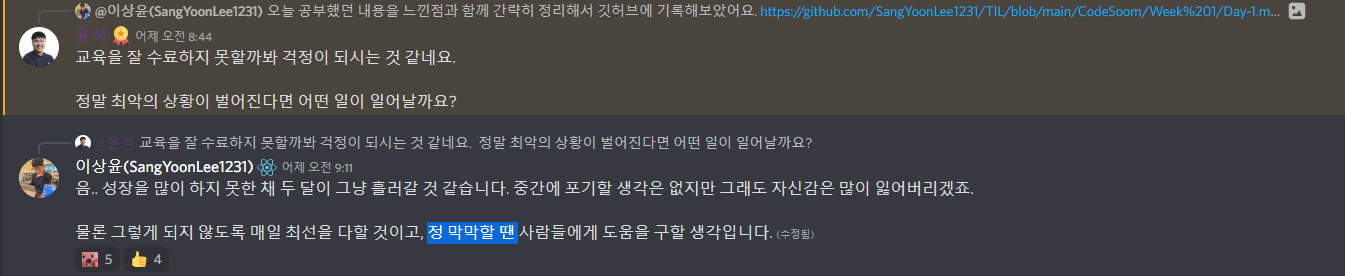 @이상윤(SangYoonLee1231) 오늘 공부했던 내용을 느낀점과 함께 간략히 정리해서 깃허브에 기록해보았어요. https://github.com/SangYoonLee1231/TIL/blob/main/CodeSoom/Week%201/Day-1.m...
윤석 어제 오전 8:44
교육을 잘 수료하지 못할까봐 걱정이 되시는 것 같네요.
정말 최악의 상황이 벌어진다면 어떤 일이 일어날까요?
윤석 교육을 잘 수료하지 못할까봐 걱정이 되시는 것 같네요. 정말 최악의 상황이 벌어진다면 어떤 일이 일어날까요?
이상윤(SangYoonLee1231) 어제 오전 9:11
음.. 성장을 많이 하지 못한 채 두 달이 그냥 흘러갈 것 같습니다. 중간에 포기할 생각은 없지만 그래도 자신감은 많이 잃어버리겠죠.
물론 그렇게 되지 않도록 매일 최선을 다할 것이고, 정 막막할 땐 사람들에게 도움을 구할 생각입니다. (수정됨)
5 4